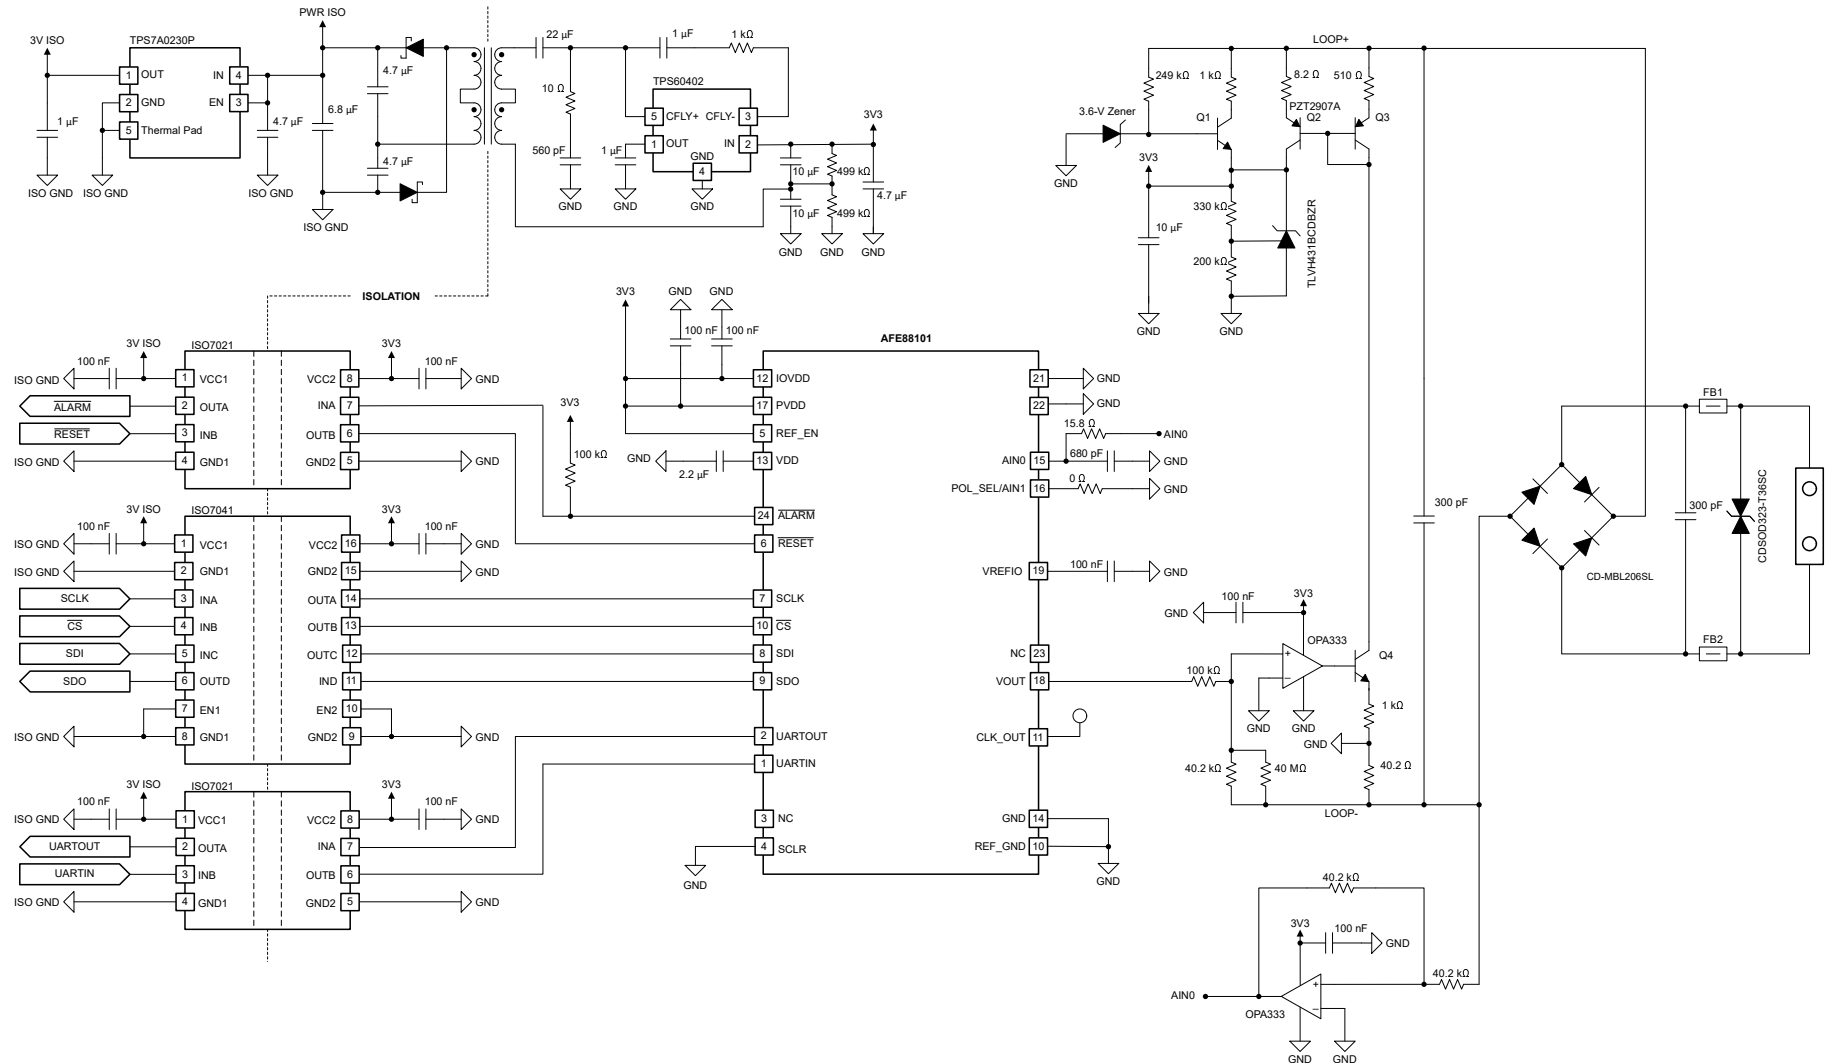 PWR ISO
3V ISO
TPS7A0230P
1 OUT
IN 4
2 GND
EN 3
5 Thermal Pad
1 µF
4.7 µF
6.8 µF
4.7 µF
4.7 µF
ISO GND
ISO GND
ISO GND
ISO GND
22 µF
1 µF
1 kΩ
10 Ω
560 pF
GND
TPS60402
5 CFLY+
CFLY- 3
1 OUT
IN 2
GND
4
1 µF
GND
GND
3V3
10 µF
499 kΩ
10 µF
499 kΩ
4.7 µF
GND
GND
GND
LOOP+
249 kΩ
1 kΩ
8.2 Ω
510 Ω
3.6-V Zener
Q1
PZT2907A
Q2
Q3
GND
3V3
330 kΩ
10 µF
200 kΩ
TLVH431BCDBZR
GND
GND
ISOLATION
ISO7021
3V ISO
100 nF
ISO GND
1 VCC1
VCC2 8
3V3
100 nF
GND
ALARM
2 OUTA
INA 7
RESET
3 INB
OUTB 6
ISO GND
4 GND1
GND2 5
GND
ISO7041
3V ISO
100 nF
ISO GND
1 VCC1
VCC2 16
3V3
100 nF
GND
ISO GND
2 GND1
GND2 15
GND
SCLK
3 INA
OUTA 14
CS
4 INB
OUTB 13
SDI
5 INC
OUTC 12
SDO
6 OUTD
IND 11
7 EN1
EN2 10
ISO GND
8 GND1
GND2 9
GND
ISO7021
3V ISO
100 nF
ISO GND
1 VCC1
VCC2 8
3V3
100 nF
GND
UARTOUT
2 OUTA
INA 7
UARTIN
3 INB
OUTB 6
ISO GND
4 GND1
GND2 5
GND
3V3
GND
GND
100 nF
100 nF
3V3
100 kΩ
GND
2.2 µF
AFE88101
12 IOVDD
17 PVDD
5 REF_EN
13 VDD
24 ALARM
6 RESET
7 SCLK
10 CS
8 SDI
9 SDO
2 UARTOUT
1 UARTIN
3 NC
4 SCLR
GND
21 GND
22 GND
15.8 Ω
AIN0
AIN0 15
680 pF
GND
POL_SEL/AIN1 16
0 Ω
GND
VREFIO 19
100 nF
GND
NC 23
VOUT 18
CLK_OUT 11
GND 14
REF_GND 10
GND
3V3
100 nF
GND
OPA333
+
−
100 kΩ
Q4
GND
GND
1 kΩ
GND
40.2 kΩ
40 MΩ
40.2 Ω
LOOP-
300 pF
CD-MBL206SL
300 pF
FB1
FB2
CDSOD323-T36SC
40.2 kΩ
3V3
100 nF
GND
40.2 kΩ
AIN0
+
−
OPA333
GND
GND